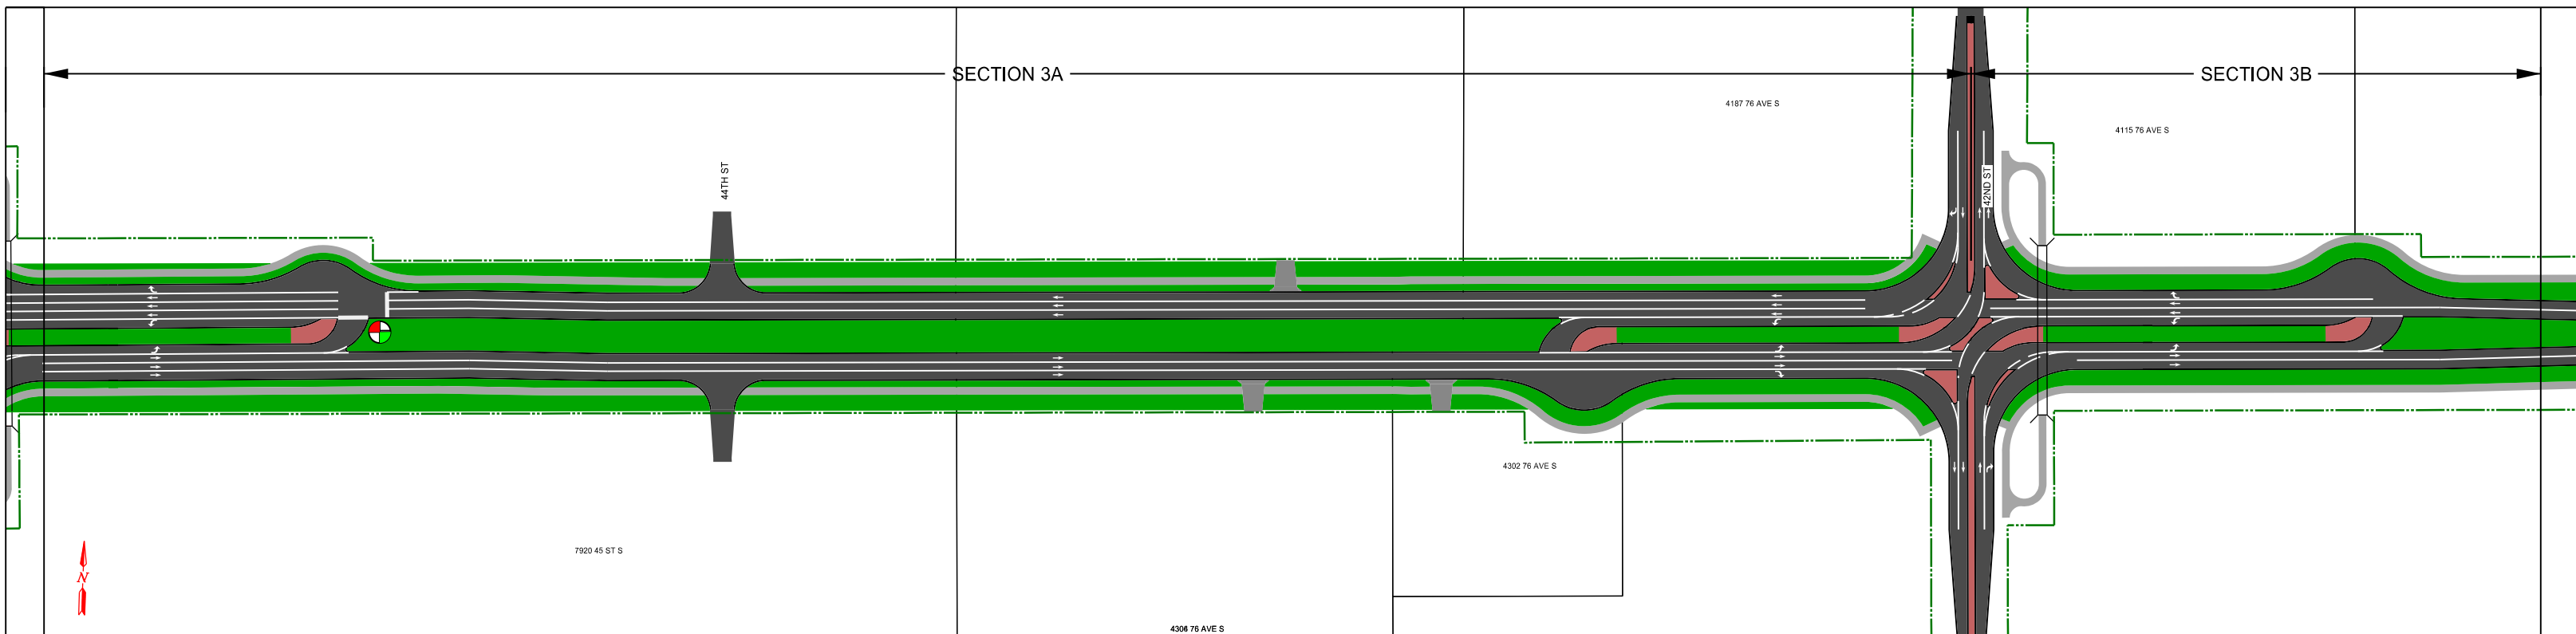 SECTION 3A
SECTION 3B
4187 76 AVE S
4115 76 AVE S
44TH ST
42ND ST
4302 76 AVE S
7920 45 ST S
N
4306 76 AVE S